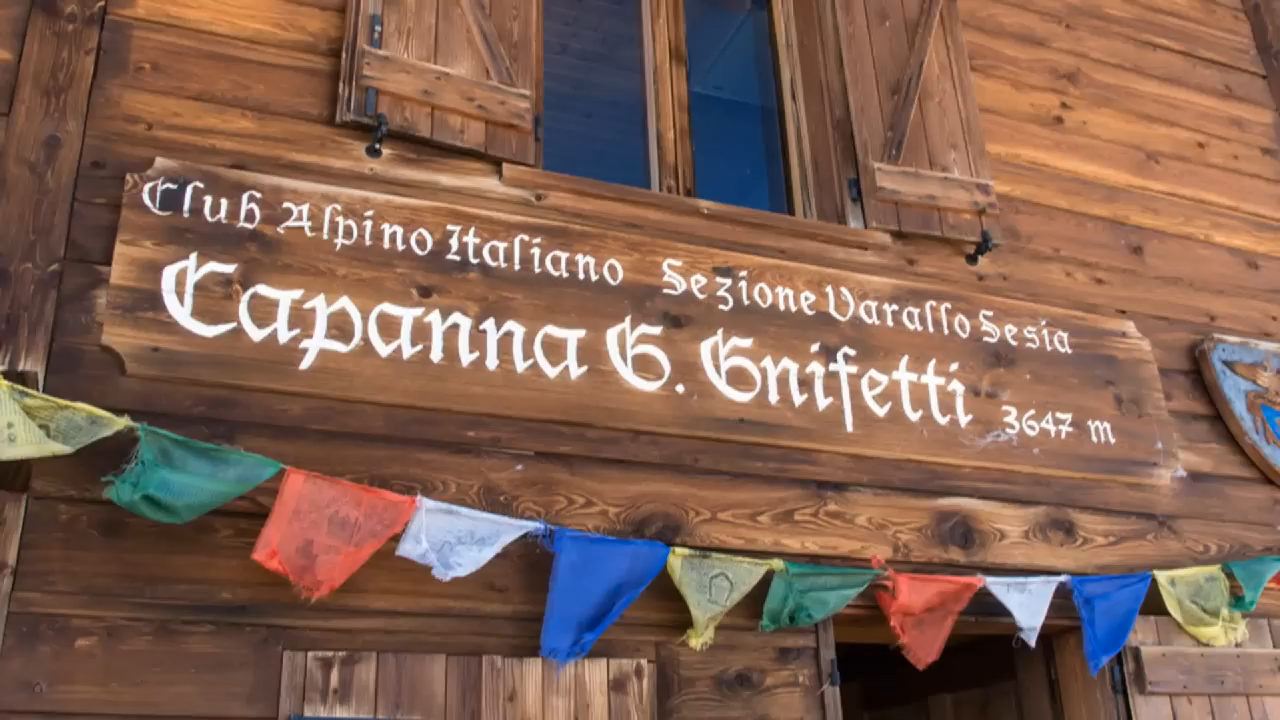 Club Alpino Italiano Sezione Varallo Sesia
Capanna G. Gnifetti 3647 m